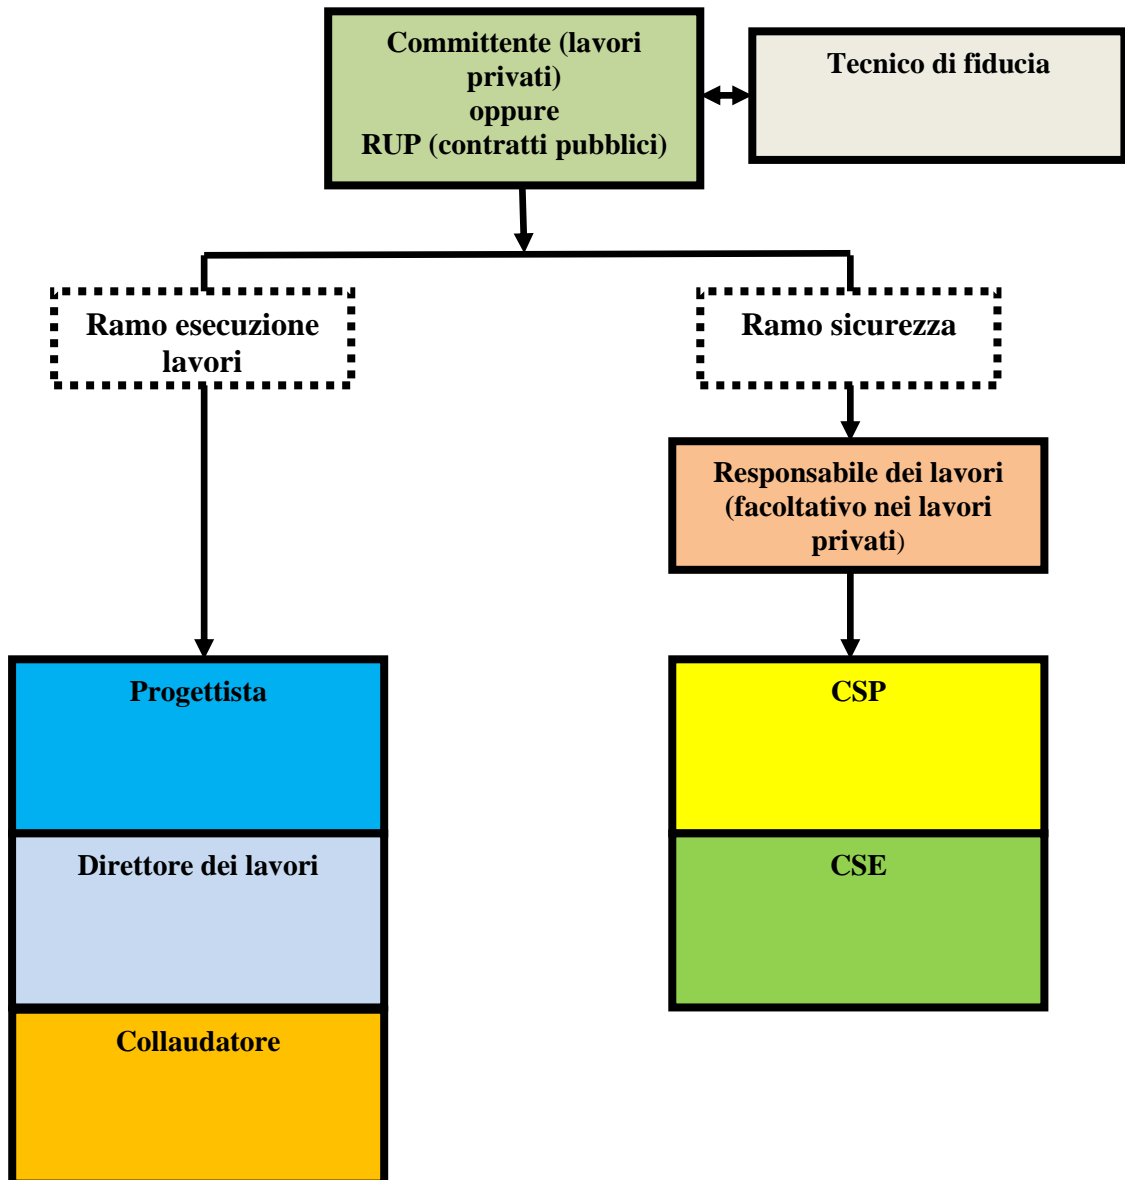 Committente (lavori
privati)
oppure
RUP (contratti pubblici)
Tecnico di fiducia
Ramo esecuzione
lavori
Ramo sicurezza
Responsabile dei lavori
(facoltativo nei lavori
privati)
Progettista
CSP
Direttore dei lavori
CSE
Collaudatore